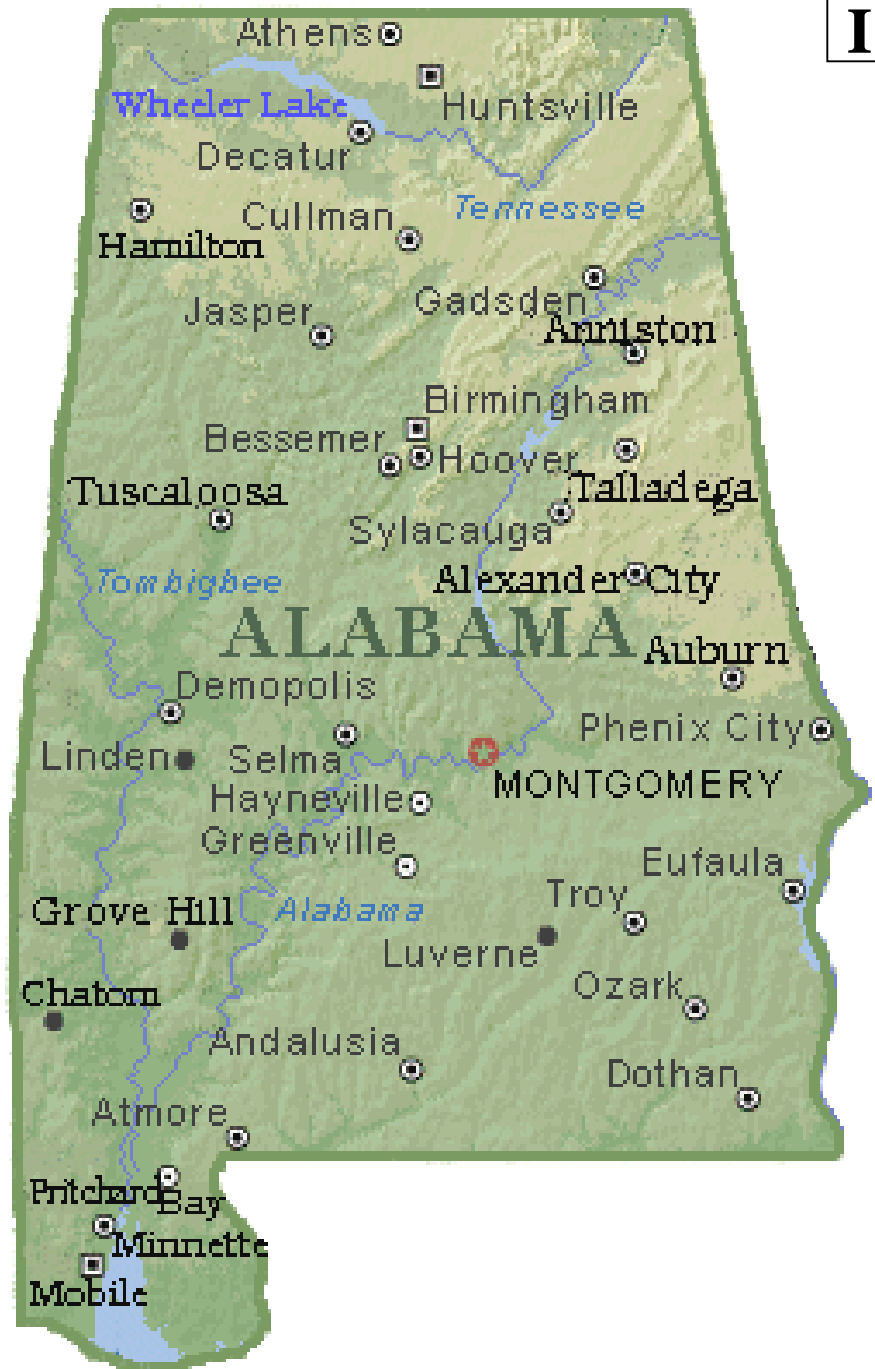 I
Athens
Huntsville
Wheeler Lake
Decatur
Tennessee
Cullman
Hamilton
Gadsden
Jasper
Anniston
Birmingham
Bessemer
Hoover
Talladega
Tuscaloosa
Sylacauga
Tombigbee
Alexander City
ALABAMA
Auburn
Demopolis
Phenix City
Linden
Selma
MONTGOMERY
Hayneville
Greenville
Eufaula
Troy
Grove Hill
Alabama
Luverne
Ozark
Chatom
Andalusia
Dothan
Atmore
Pritchard
Bay
Minnette
Mobile